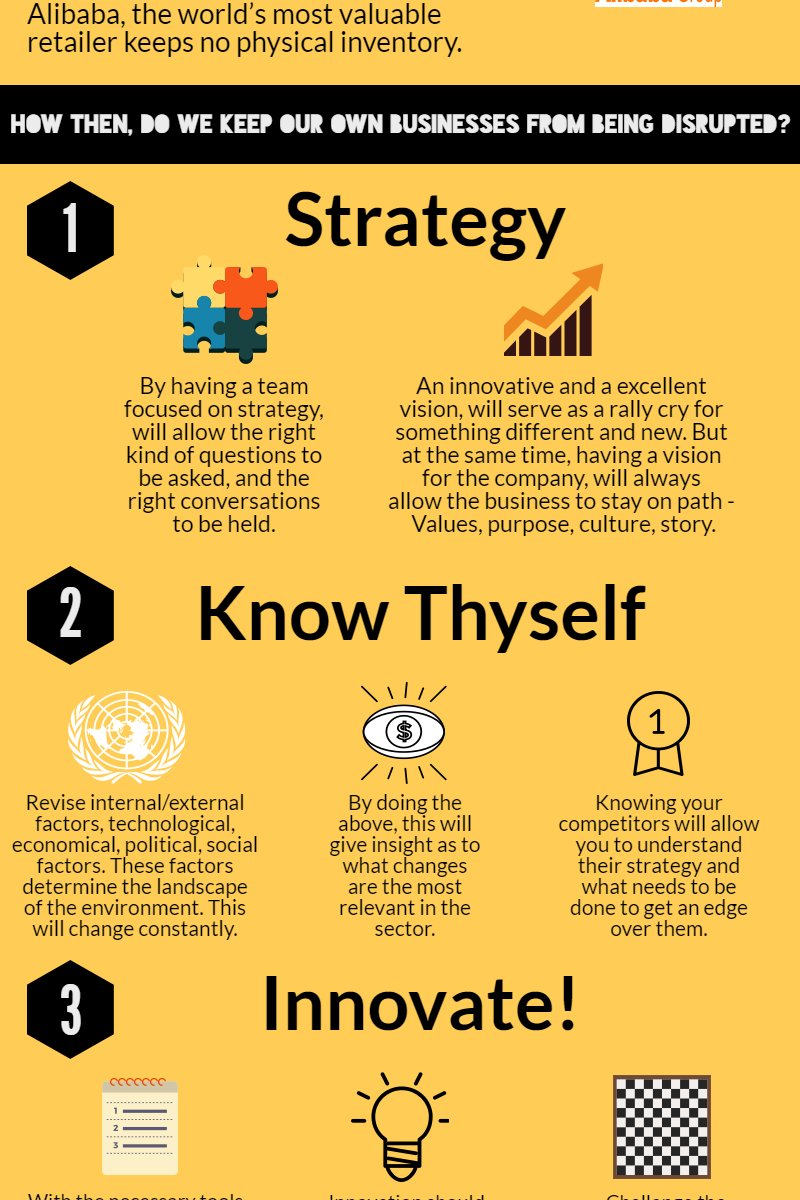 Alibaba, the world’s most valuable
retailer keeps no physical inventory.
HOW THEN, DO WE KEEP OUR OWN BUSINESSES FROM BEING DISRUPTED?
1
Strategy
By having a team
focused on strategy,
will allow the right
kind of questions to
be asked, and the
right conversations
to be held.
An innovative and a excellent
vision, will serve as a rally cry for
something different and new. But
at the same time, having a vision
for the company, will always
allow the business to stay on path -
Values, purpose, culture, story.
2
Know Thyself
$
1
Revise internal/external
factors, technological,
economical, political, social
factors. These factors
determine the landscape
of the environment. This
will change constantly.
By doing the
above, this will
give insight as to
what changes
are the most
relevant in the
sector.
Knowing your
competitors will allow
you to understand
their strategy and
what needs to be
done to get an edge
over them.
3
Innovate!
1
2
3
With the necessary tools
Innovation should
Challenge the